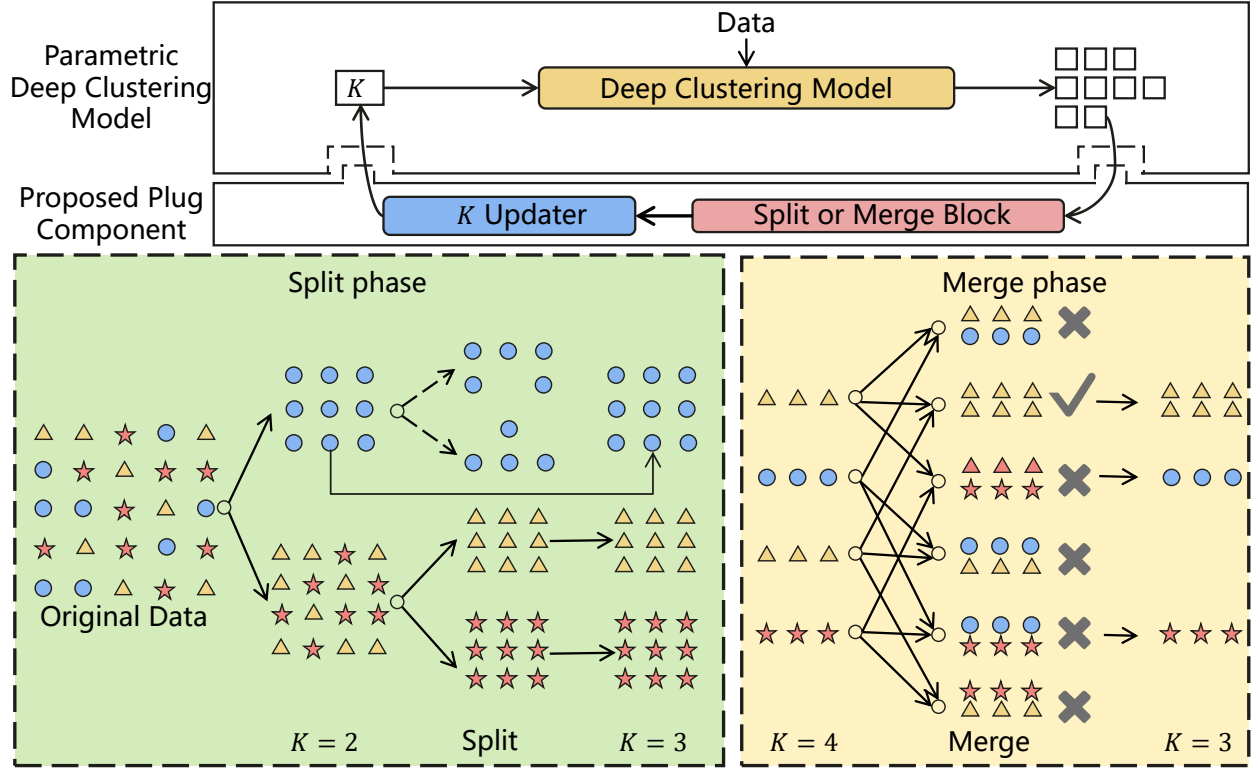 Data
Parametric
Deep Clustering
Model
K
Deep Clustering Model
Proposed Plug
Component
K Updater
Split or Merge Block
Split phase
Merge phase
Original Data
K = 2
Split
K = 3
K = 4
Merge
K = 3